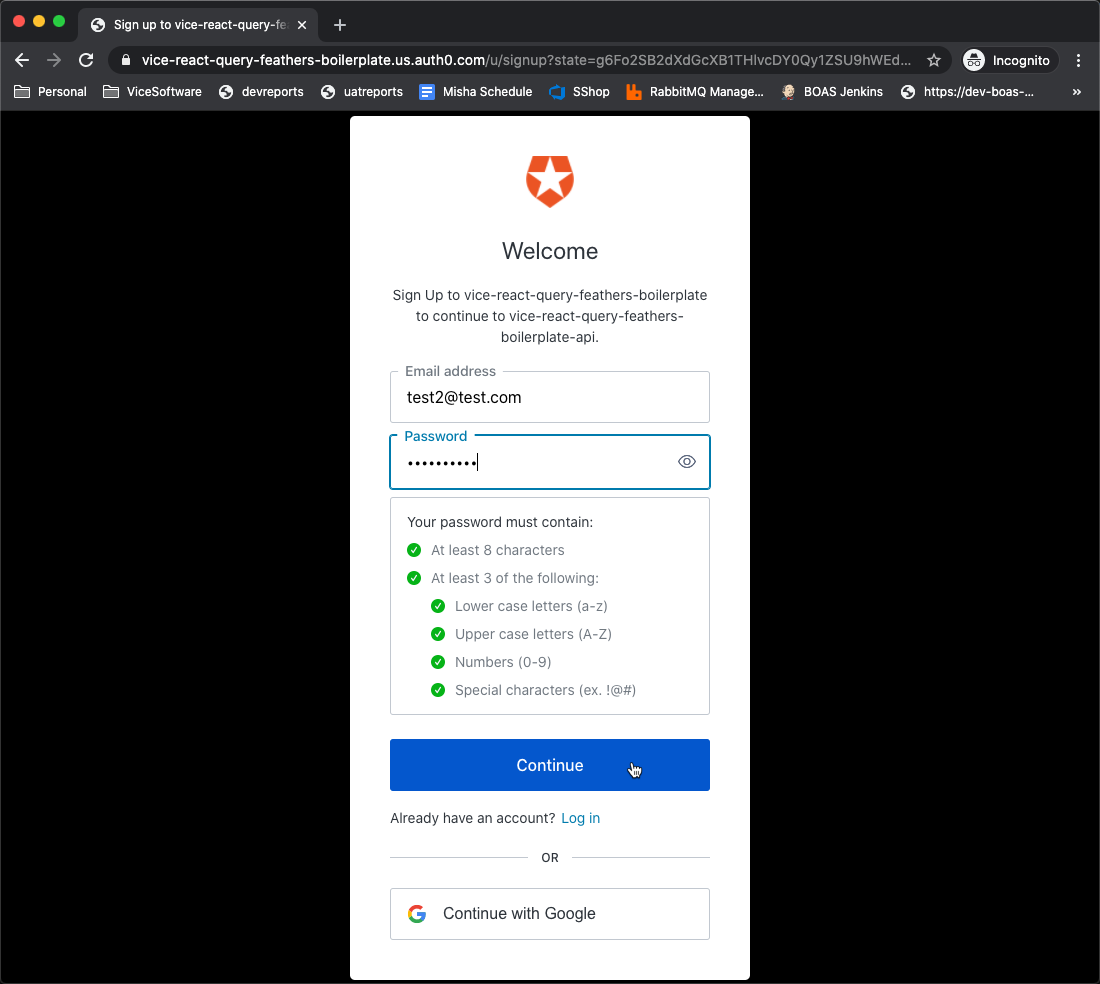 Sign up to vice-react-query-fe
vice-react-query-feathers-boilerplate.us.auth0.com/u/signup?state=g6Fo2SB2dXdGcXB1THlvcDY0Qy1ZSU9hWEd... Incognito
Personal ViceSoftware devreports uatreports Misha Schedule SShop RabbitMQ Manage... BOAS Jenkins https://dev-boas-... »
Welcome
Sign Up to vice-react-query-feathers-boilerplate
to continue to vice-react-query-feathers-
boilerplate-api.
Email address
test2@test.com
Password
••••••••••
Your password must contain:
At least 8 characters
At least 3 of the following:
Lower case letters (a-z)
Upper case letters (A-Z)
Numbers (0-9)
Special characters (ex. !@#)
Continue
Already have an account? Log in
OR
Continue with Google